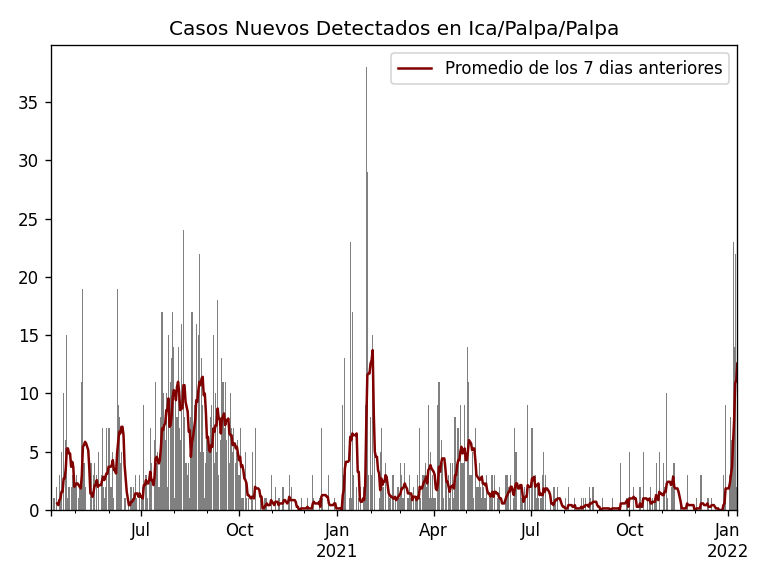 Casos Nuevos Detectados en Ica/Palpa/Palpa
Promedio de los 7 dias anteriores
35
30
25
20
15
10
5
0
Jul
Oct
Jan
2021
Apr
Jul
Oct
Jan
2022